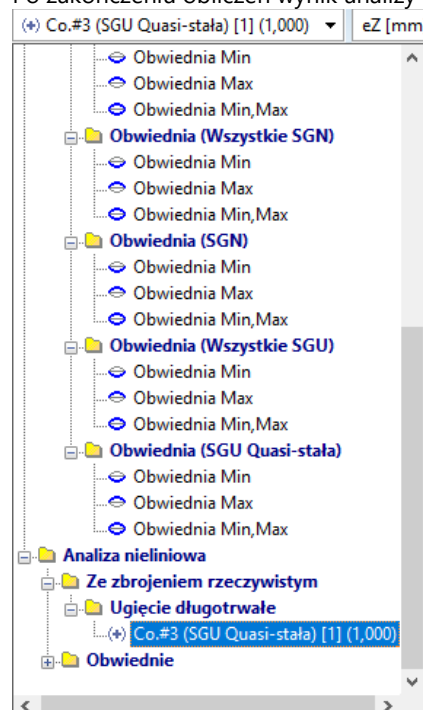 Po zakończeniu obliczeń wynik analizy
(+) Co.#3 (SGU Quasi-stała) [1] (1,000) eZ [mm
Obwiednia Min
Obwiednia Max
Obwiednia Min,Max
Obwiednia (Wszystkie SGN)
Obwiednia Min
Obwiednia Max
Obwiednia Min,Max
Obwiednia (SGN)
Obwiednia Min
Obwiednia Max
Obwiednia Min,Max
Obwiednia (Wszystkie SGU)
Obwiednia Min
Obwiednia Max
Obwiednia Min,Max
Obwiednia (SGU Quasi-stała)
Obwiednia Min
Obwiednia Max
Obwiednia Min,Max
Analiza nieliniowa
Ze zbrojeniem rzeczywistym
Ugięcie długotrwałe
(+) Co.#3 (SGU Quasi-stała) [1] (1,000)
Obwiednie